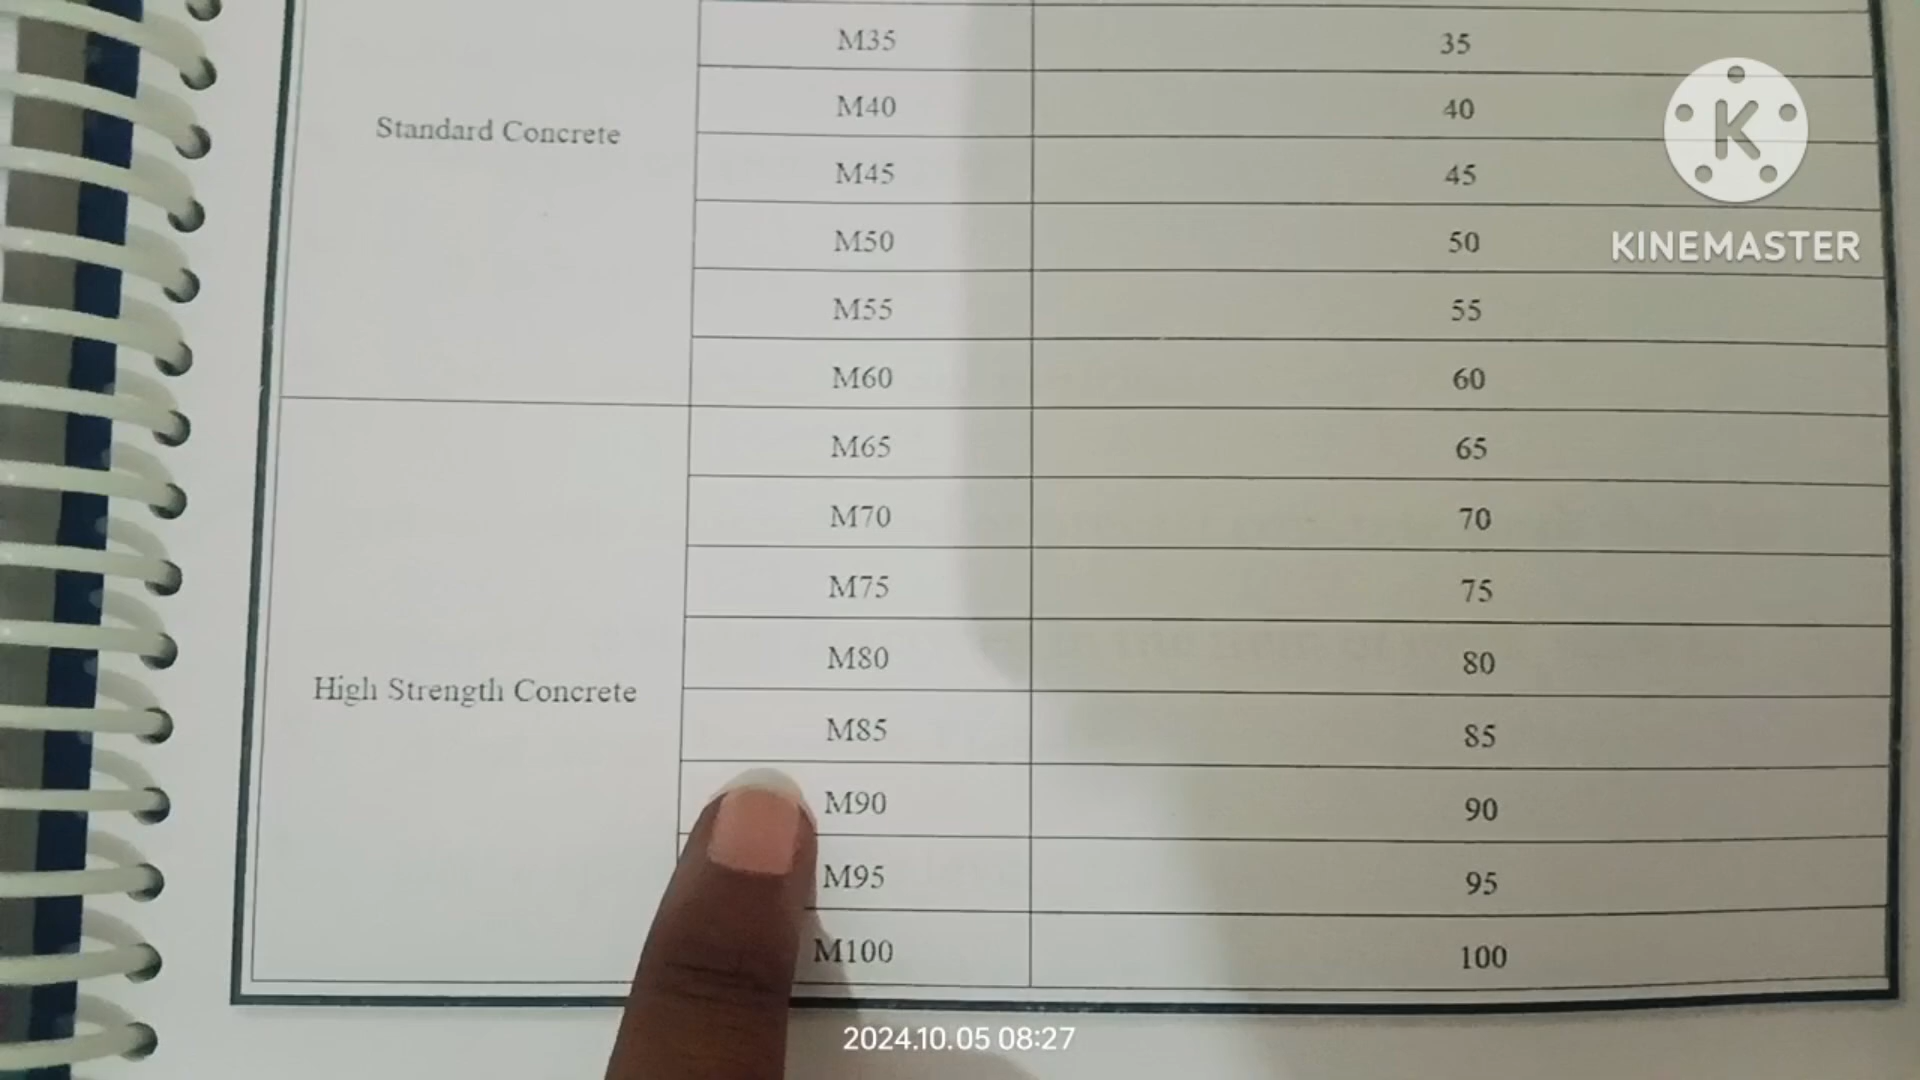 M35 35
M40 40
Standard Concrete
M45 45
M50 50
M55 55
M60 60
M65 65
M70 70
M75 75
M80 80
High Strength Concrete
M85 85
M90 90
M95 95
M100 100
K
KINEMASTER
2024.10.05 08:27